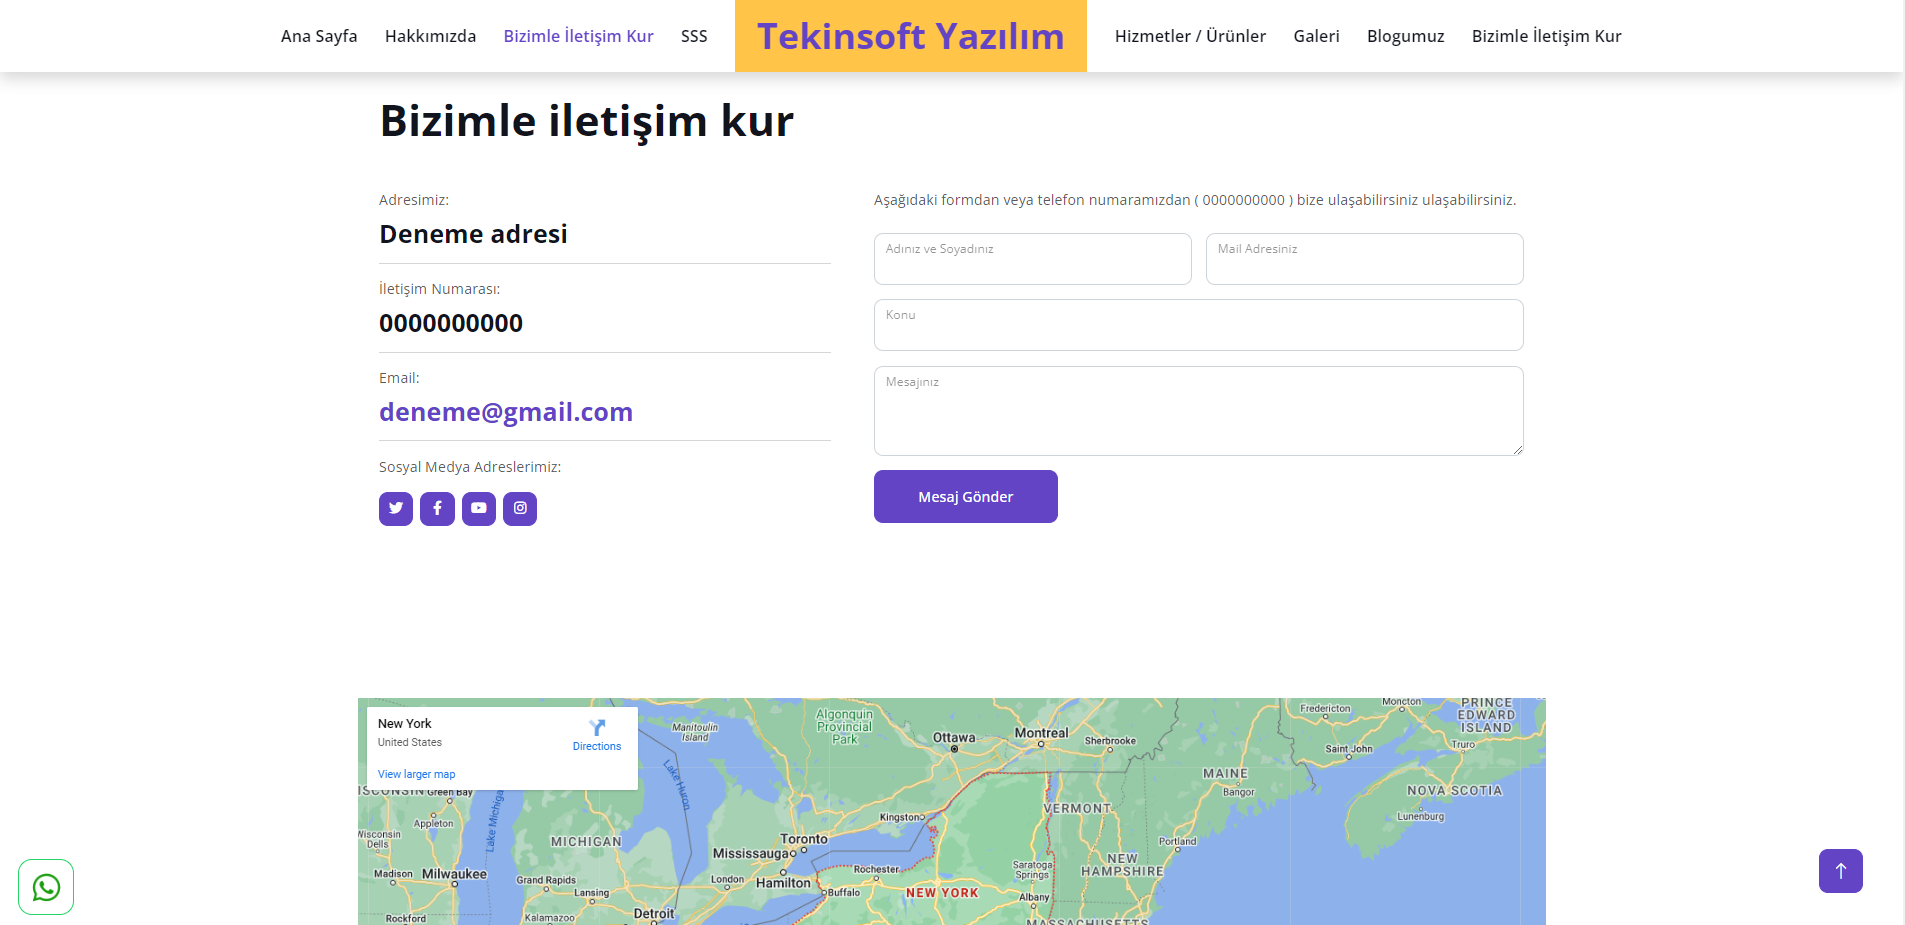 Ana Sayfa Hakkımızda Bizimle İletişim Kur SSS Tekinsoft Yazılım Hizmetler / Ürünler Galeri Blogumuz Bizimle İletişim Kur
Bizimle iletişim kur
Adresimiz:
Deneme adresi
İletişim Numarası:
0000000000
Email:
deneme@gmail.com
Sosyal Medya Adreslerimiz:
Aşağıdaki formdan veya telefon numaramızdan ( 0000000000 ) bize ulaşabilirsiniz ulaşabilirsiniz.
Adınız ve Soyadınız Mail Adresiniz
Konu
Mesajınız
Mesaj Gönder
New York
United States
Directions
View larger map
Manitoulin
Island
Algonquin
Provincial
Park
Ottawa
Montreal
Sherbrooke
Fredericton
Moncton
PRINCE
EDWARD
ISLAND
Saint John
Truro
MAINE
Bangor
NOVA SCOTIA
Lunenburg
Green Bay
Appleton
Wisconsin
Dells
Lake Michigan
Lake Huron
MICHIGAN
Kingston
VERMONT
Toronto
Mississauga
Hamilton
Rochester
Buffalo
NEW YORK
Saratoga
Springs
Albany
NEW
HAMPSHIRE
Portland
Madison
Milwaukee
Grand Rapids
Lansing
London
Rockford
Kalamazoo
Detroit
MASSACHUSETTS